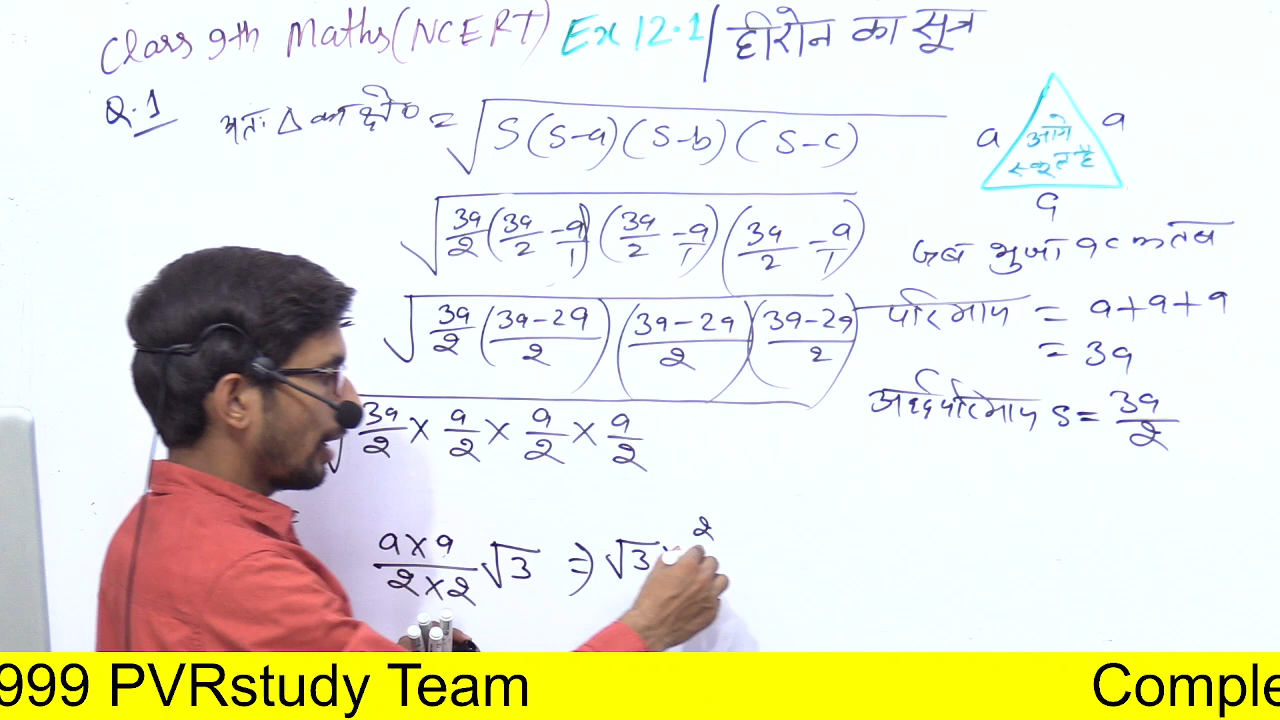 Class 9th Maths (NCERT) Ex 12.1 | हीरोन का सूत्र
Q.1 अतः Δ का क्षे० = √S(S-a)(S-b)(S-c)
√3a/2 (3a/2 - a/1) (3a/2 - a/1) (3a/2 - a/1)
= √3a/2 (3a-2a/2) (3a-2a/2) (3a-2a/2)
√3a/2 × a/2 × a/2 × a/2
a×a/2×2 √3 ⇒ √3 2
a a
a
जब भुजा a तब
परिमाप = a+a+a
= 3a
अर्धपरिमाप S = 3a/2
999 PVRstudy Team
Comple